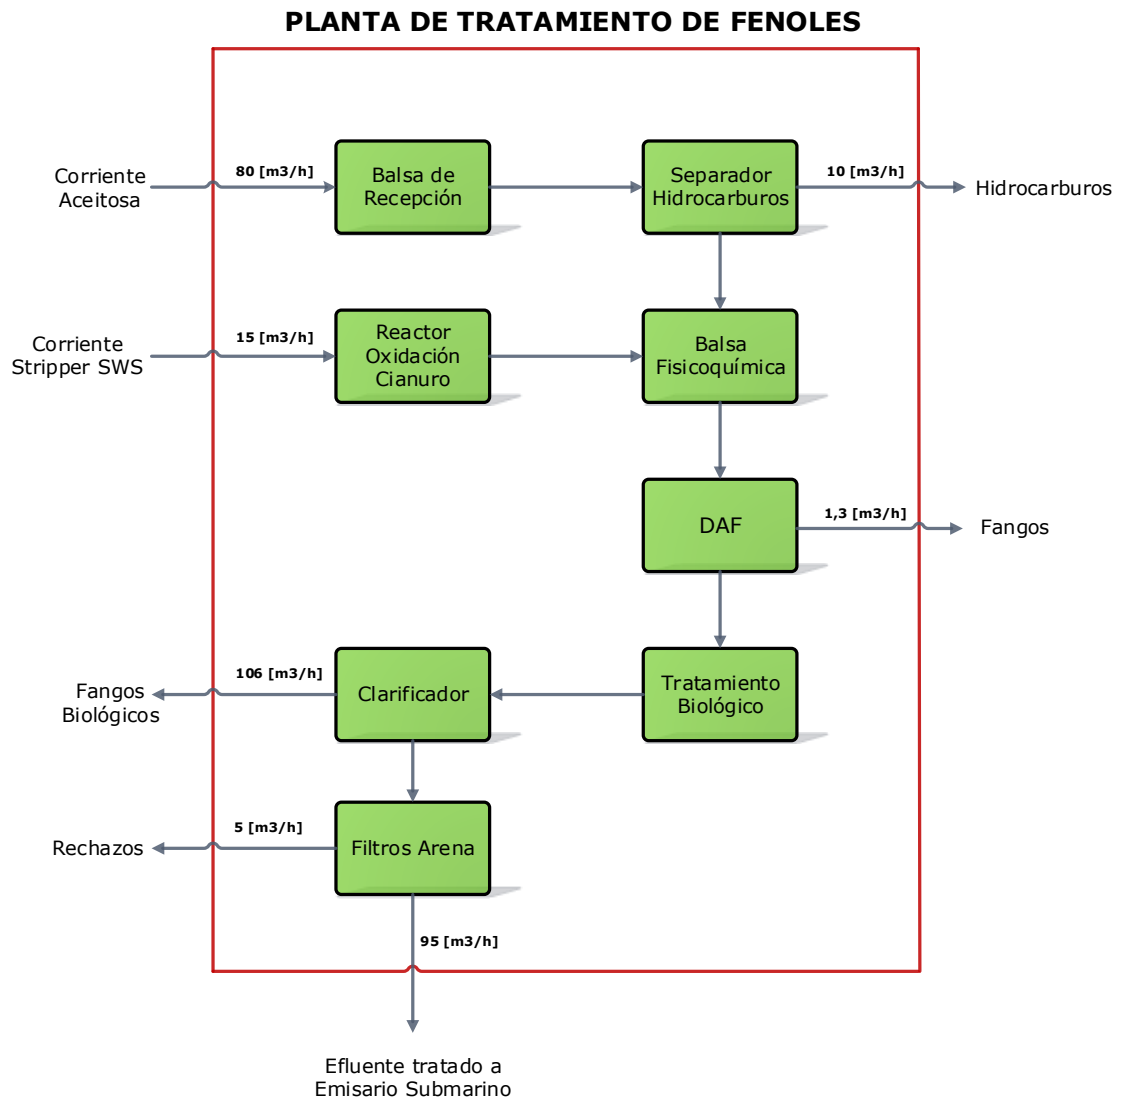 PLANTA DE TRATAMIENTO DE FENOLES
Corriente
Aceitosa
80 [m3/h]
Balsa de
Recepción
Separador
Hidrocarburos
10 [m3/h]
Hidrocarburos
Corriente
Stripper SWS
15 [m3/h]
Reactor
Oxidación
Cianuro
Balsa
Fisicoquímica
DAF
1,3 [m3/h]
Fangos
Fangos
Biológicos
106 [m3/h]
Clarificador
Tratamiento
Biológico
Rechazos
5 [m3/h]
Filtros Arena
95 [m3/h]
Efluente tratado a
Emisario Submarino